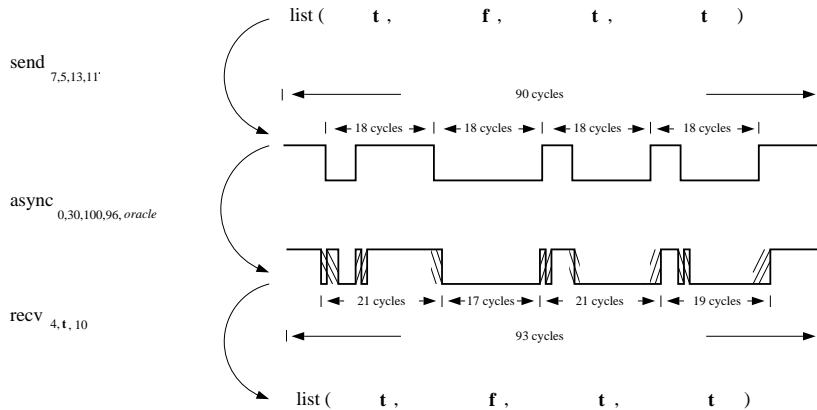 list ( t , f , t , t )
send 7,5,13,11'
90 cycles
18 cycles 18 cycles 18 cycles 18 cycles
async 0,30,100,96, oracle
21 cycles 17 cycles 21 cycles 19 cycles
recv 4, t , 10
93 cycles
list ( t , f , t , t )